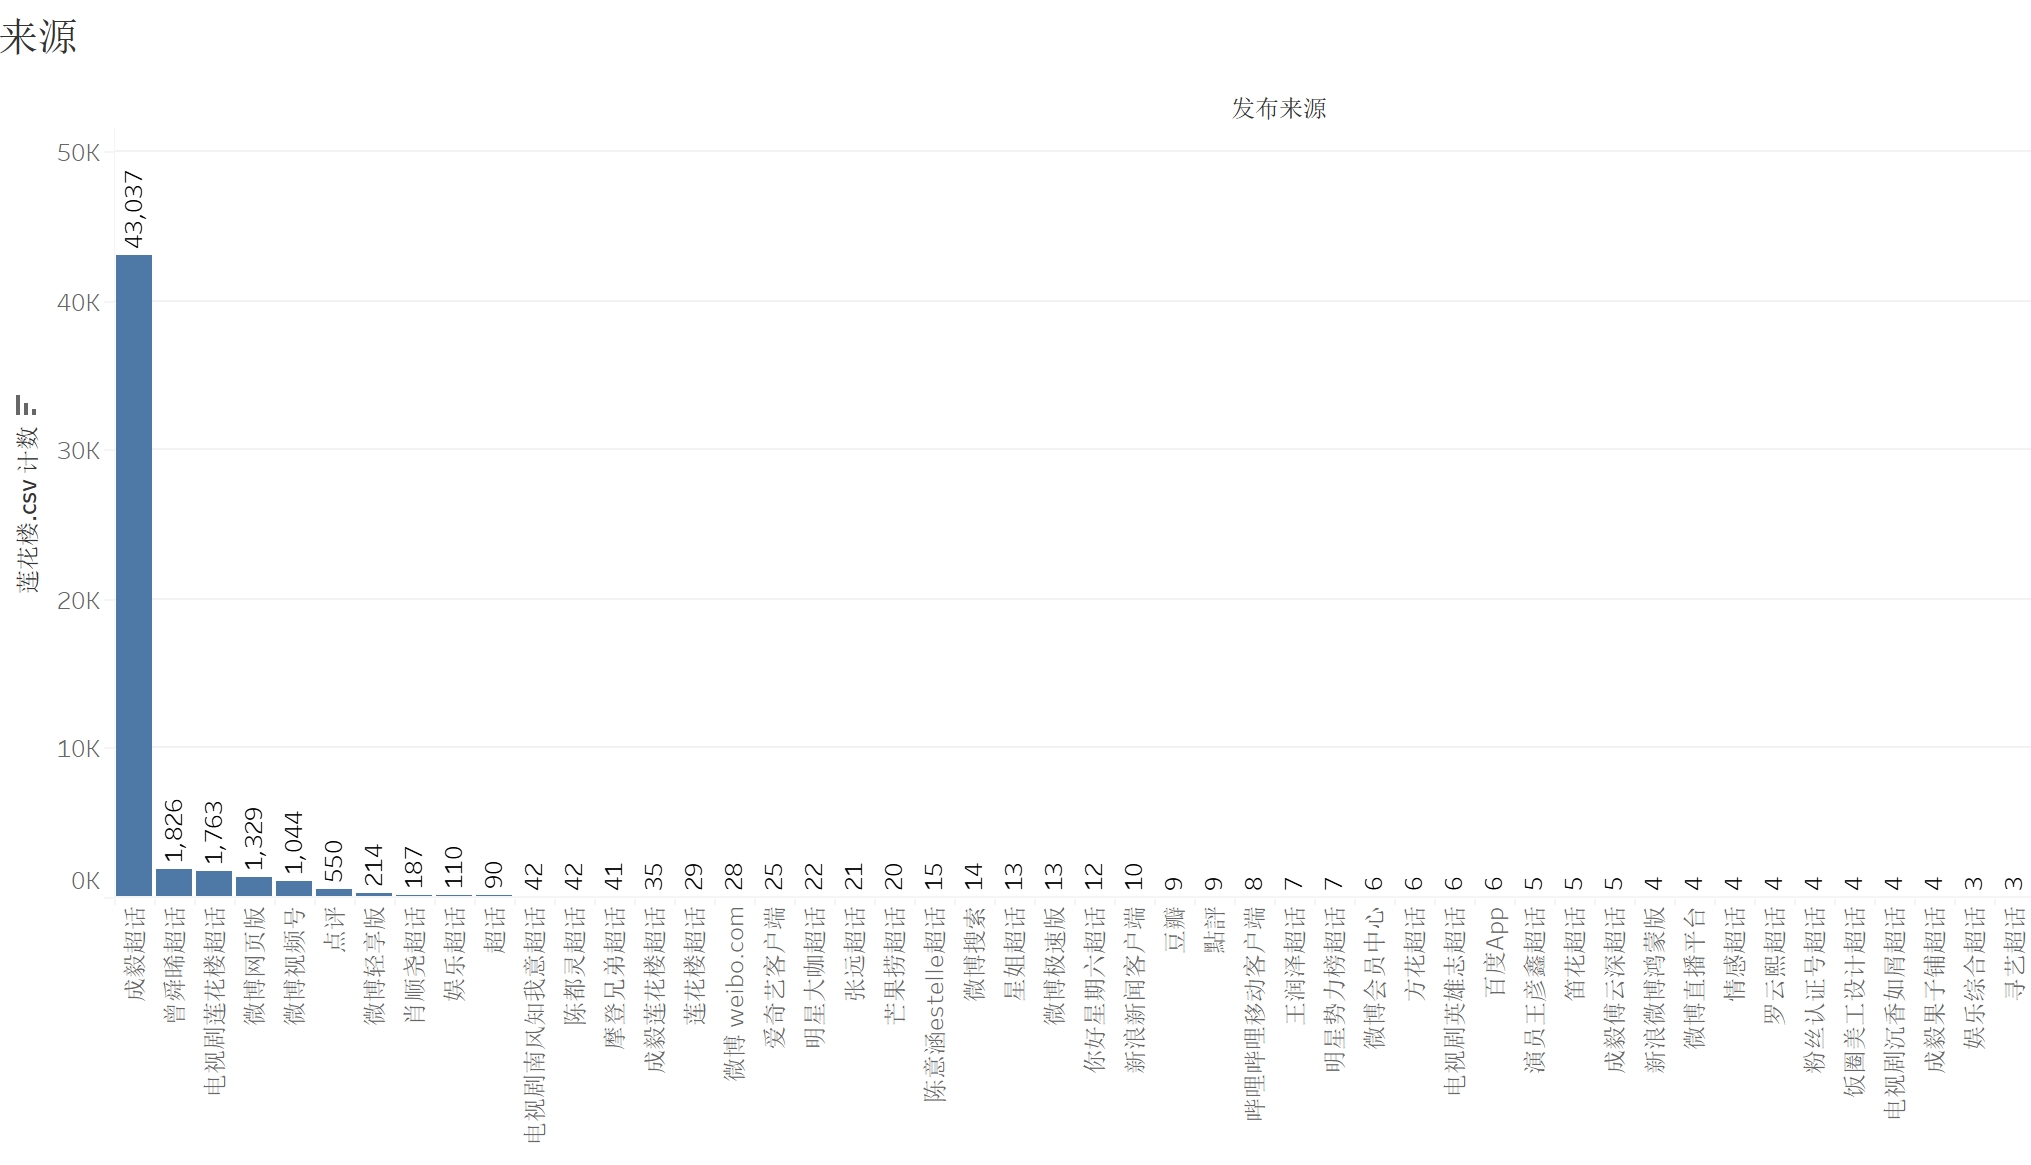 来源
发布来源
莲花楼.csv 计数
50K
40K
30K
20K
10K
0K
43,037
1,826
1,763
1,329
1,044
550
214
187
110
90
42
42
41
35
29
28
25
22
21
20
15
14
13
13
12
10
9
9
8
7
7
6
6
6
6
5
5
5
4
4
4
4
4
4
4
4
3
3
成毅超话
曾舜晞超话
电视剧莲花楼超话
微博网页版
微博视频号
点评
微博轻享版
肖顺尧超话
娱乐超话
超话
电视剧南风知我意超话
陈都灵超话
摩登兄弟超话
成毅莲花楼超话
莲花楼超话
微博 weibo.com
爱奇艺客户端
明星大咖超话
张远超话
芒果捞超话
陈意涵iestelle超话
微博搜索
星姐超话
微博极速版
你好星期六超话
新浪新闻客户端
豆瓣
點評
哔哩哔哩移动客户端
王润泽超话
明星势力榜超话
微博会员中心
方花超话
电视剧英雄志超话
百度App
演员王彦鑫超话
笛花超话
成毅傅云深超话
新浪微博鸿蒙版
微博直播平台
情感超话
罗云熙超话
粉丝认证号超话
饭圈美工设计超话
电视剧沉香如屑超话
成毅果子铺超话
娱乐综合超话
寻艺超话